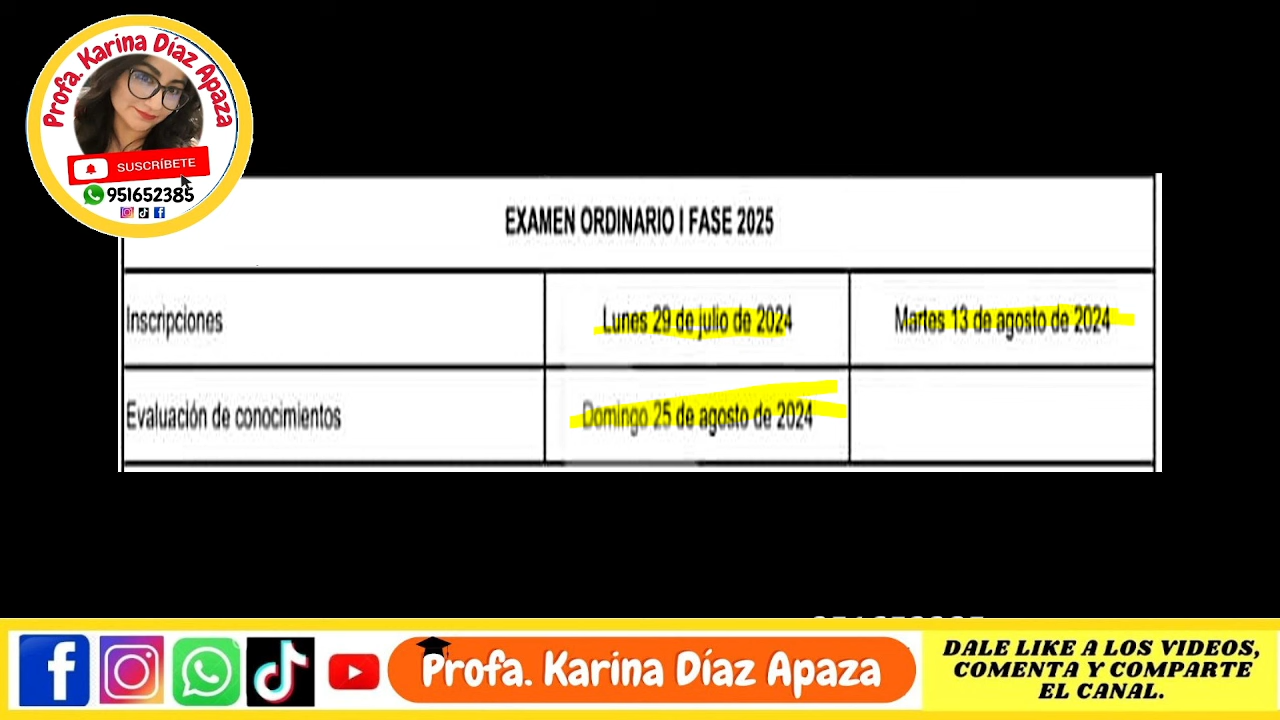 Profa. Karina Díaz Apaza
SUSCRÍBETE
951652385
EXAMEN ORDINARIO I FASE 2025
Inscripciones
Lunes 29 de julio de 2024
Martes 13 de agosto de 2024
Evaluación de conocimientos
Domingo 25 de agosto de 2024
Profa. Karina Díaz Apaza
DALE LIKE A LOS VIDEOS,
COMENTA Y COMPARTE
EL CANAL.